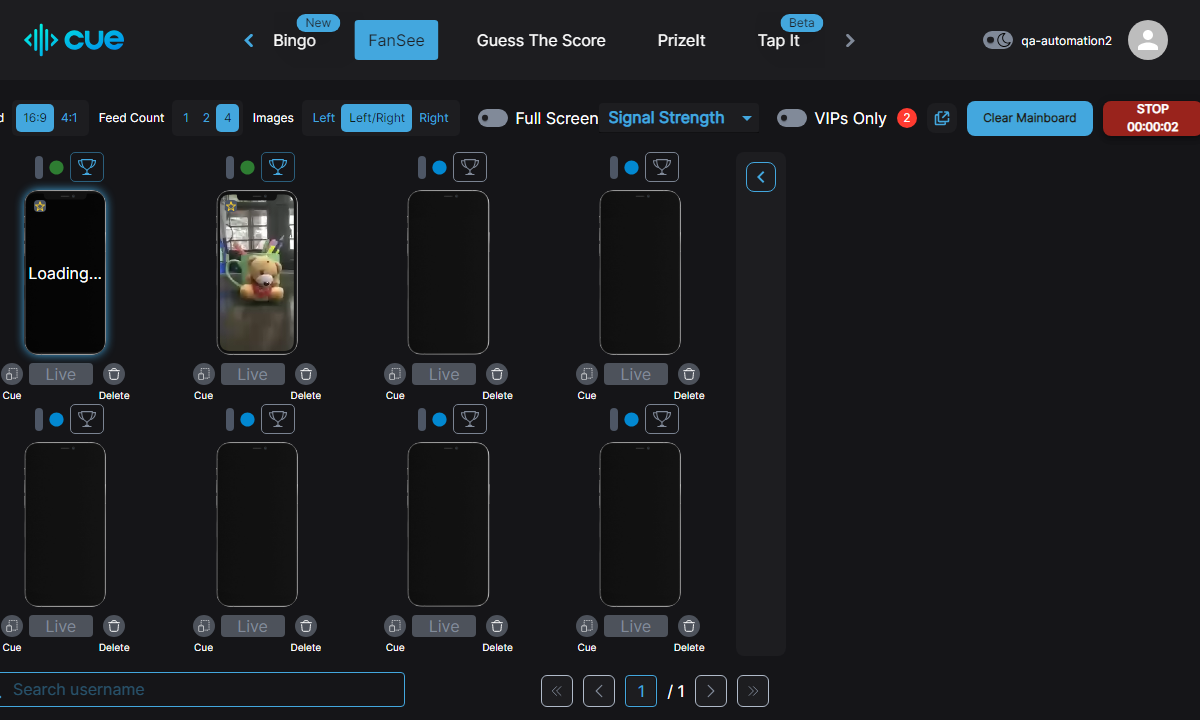 cue
Bingo
New
FanSee
Guess The Score
PrizeIt
Tap It
Beta
qa-automation2
d
16:9
4:1
Feed Count
1
2
4
Images
Left
Left/Right
Right
Full Screen
Signal Strength
VIPs Only
2
Clear Mainboard
STOP
00:00:02
Loading...
Live
Live
Live
Live
Cue
Delete
Cue
Delete
Cue
Delete
Cue
Delete
Live
Live
Live
Live
Cue
Delete
Cue
Delete
Cue
Delete
Cue
Delete
Search username
1
/ 1